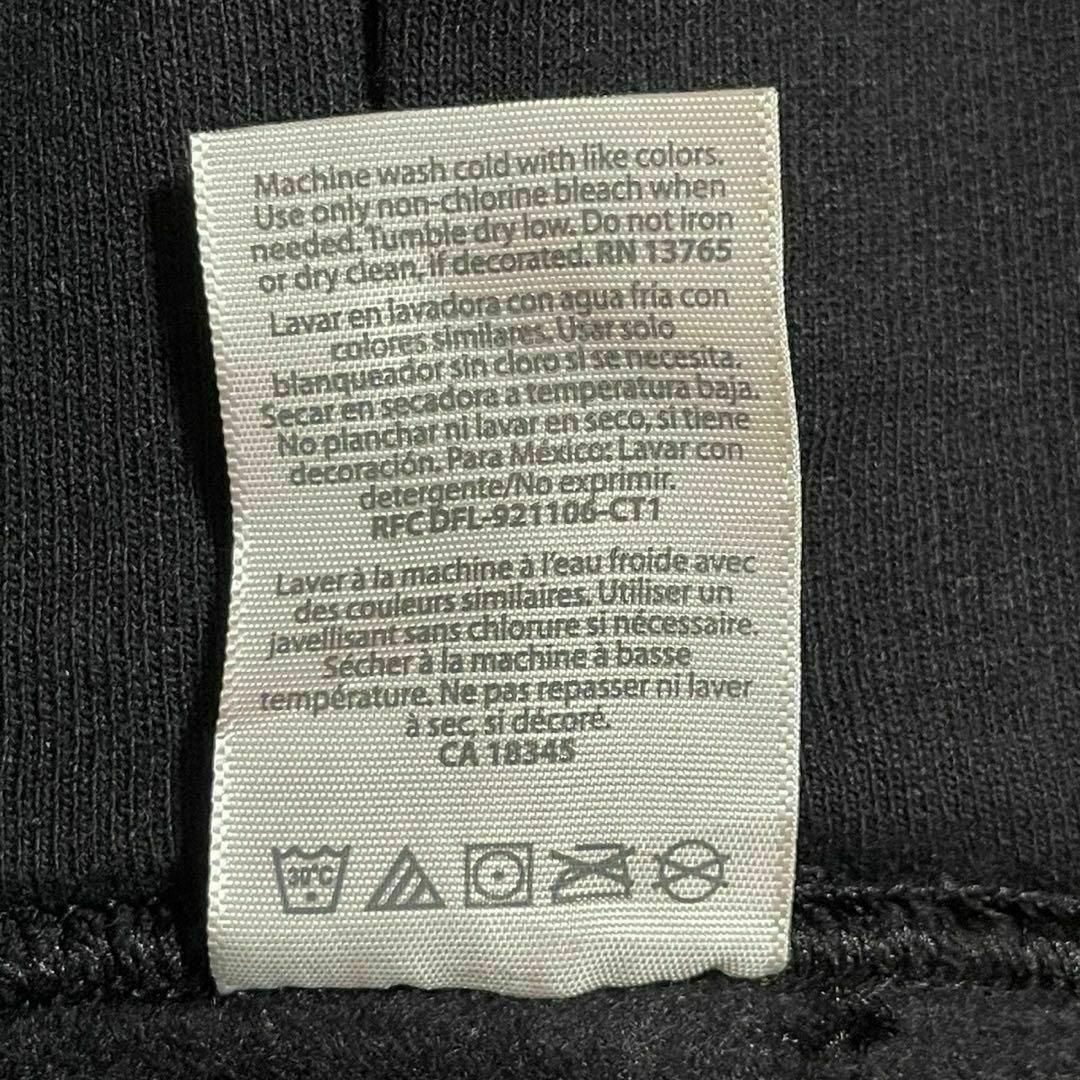 Machine wash cold with like colors.
Use only non-chlorine bleach when
needed. Tumble dry low. Do not iron
or dry clean, if decorated. RN 13765
Lavar en lavadora con agua fría con
colores similares. Usar solo
blanqueador sin cloro si se necesita.
Secar en secadora a temperatura baja.
No planchar ni lavar en seco, si tiene
decoración. Para México: Lavar con
detergente/No exprimir.
RFC DFL-921106-CT1
Laver à la machine à l'eau froide avec
des couleurs similaires. Utiliser un
javellisant sans chlorure si nécessaire.
Sécher à la machine à basse
température. Ne pas repasser ni laver
à sec, si décoré.
CA 18345
30°C